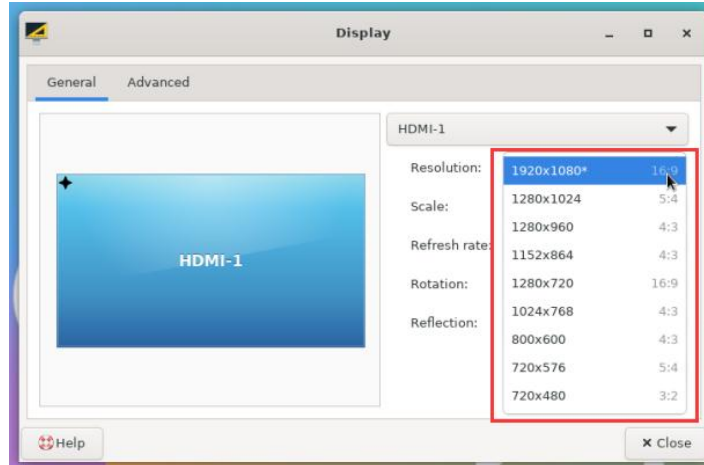 Display
General Advanced
HDMI-1
Resolution:
1920x1080* 16:9
1280x1024 5:4
Scale:
1280x960 4:3
Refresh rate:
1152x864 4:3
HDMI-1
Rotation:
1280x720 16:9
1024x768 4:3
Reflection:
800x600 4:3
720x576 5:4
720x480 3:2
Help
Close